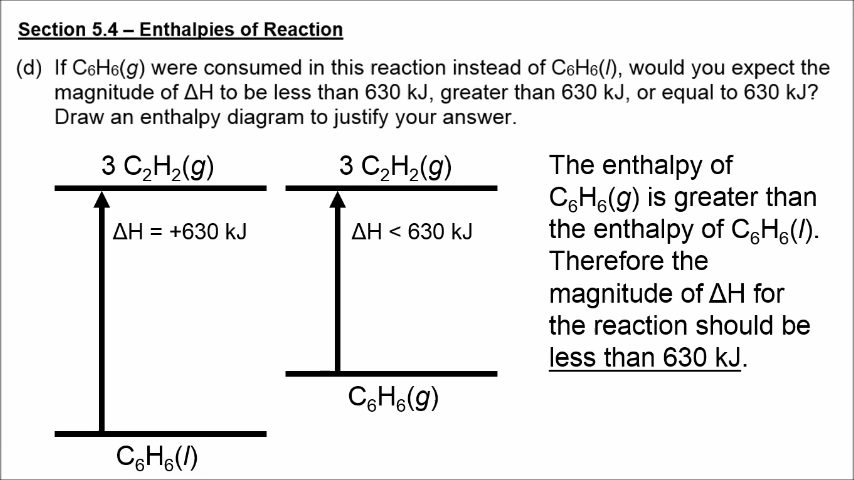 Section 5.4 – Enthalpies of Reaction
(d) If C6H6(g) were consumed in this reaction instead of C6H6(l), would you expect the
magnitude of ΔH to be less than 630 kJ, greater than 630 kJ, or equal to 630 kJ?
Draw an enthalpy diagram to justify your answer.
3 C₂H₂(g)
ΔH = +630 kJ
C₆H₆(l)
3 C₂H₂(g)
ΔH < 630 kJ
C₆H₆(g)
The enthalpy of
C₆H₆(g) is greater than
the enthalpy of C₆H₆(l).
Therefore the
magnitude of ΔH for
the reaction should be
less than 630 kJ.